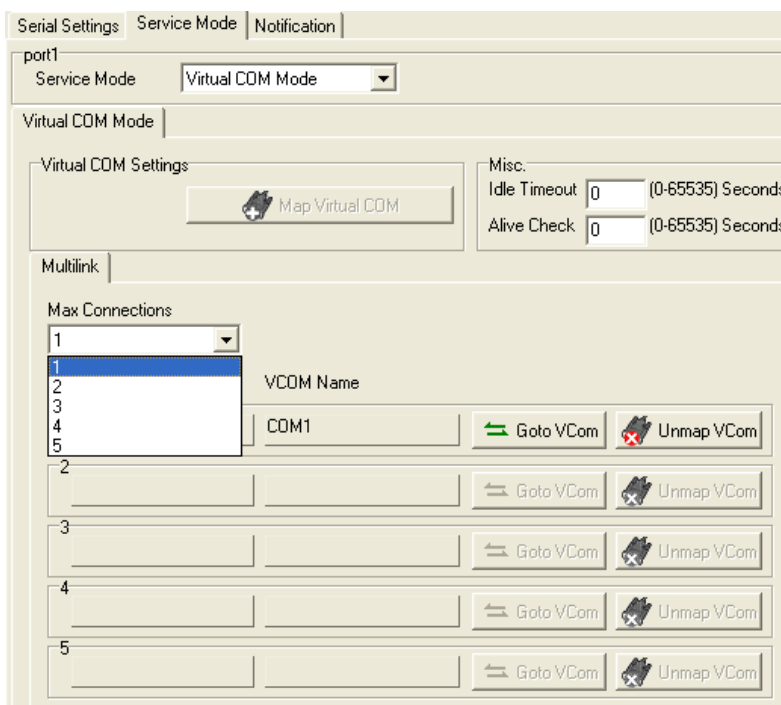 Serial Settings Service Mode Notification
port1
Service Mode Virtual COM Mode
Virtual COM Mode
Virtual COM Settings
Map Virtual COM
Misc.
Idle Timeout 0 (0-65535) Seconds
Alive Check 0 (0-65535) Seconds
Multilink
Max Connections
1
1
2
3
4
5
VCOM Name
COM1 Goto VCom Unmap VCom
2
Goto VCom Unmap VCom
3
Goto VCom Unmap VCom
4
Goto VCom Unmap VCom
5
Goto VCom Unmap VCom